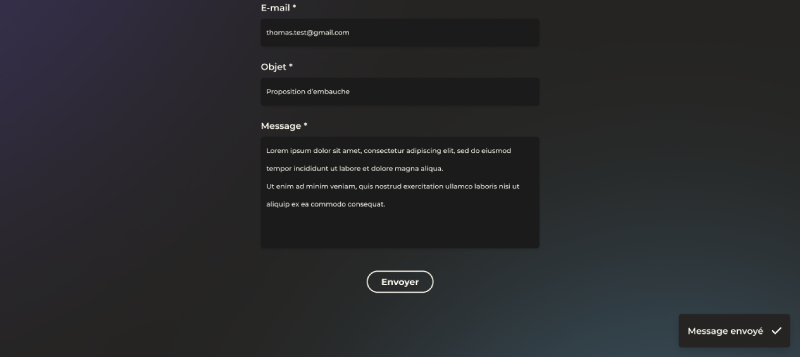 E-mail *
thomas.test@gmail.com
Objet *
Proposition d'embauche
Message *
Lorem ipsum dolor sit amet, consectetur adipiscing elit, sed do eiusmod
tempor incididunt ut labore et dolore magna aliqua.
Ut enim ad minim veniam, quis nostrud exercitation ullamco laboris nisi ut
aliquip ex ea commodo consequat.
Envoyer
Message envoyé